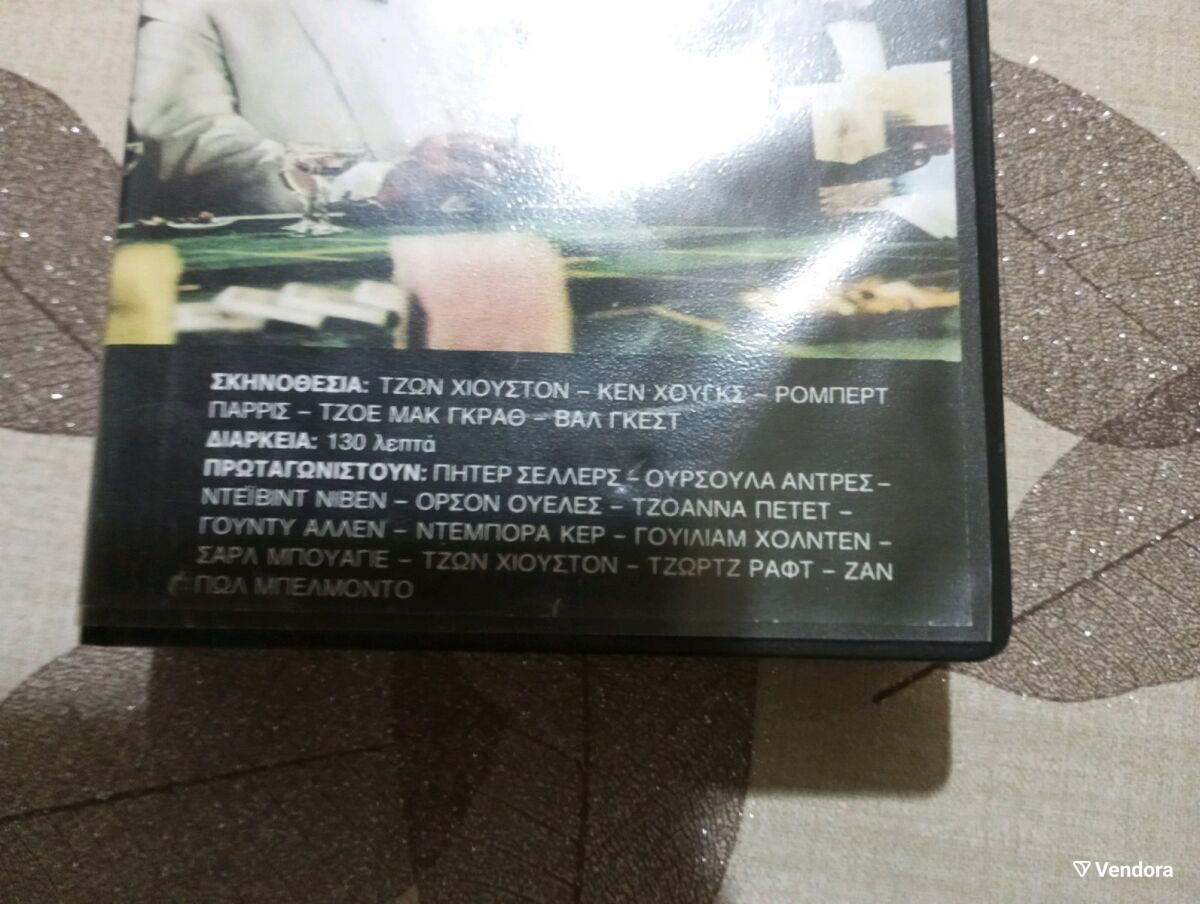 ΣΚΗΝΟΘΕΣΙΑ: ΤΖΩΝ ΧΙΟΥΣΤΟΝ – ΚΕΝ ΧΟΥΓΚΣ – ΡΟΜΠΕΡΤ
ΠΑΡΡΙΣ – ΤΖΟΕ ΜΑΚ ΓΚΡΑΘ – ΒΑΛ ΓΚΕΣΤ
ΔΙΑΡΚΕΙΑ: 130 λεπτά
ΠΡΩΤΑΓΩΝΙΣΤΟΥΝ: ΠΗΤΕΡ ΣΕΛΛΕΡΣ – ΟΥΡΣΟΥΛΑ ΑΝΤΡΕΣ –
ΝΤΕΪΒΙΝΤ ΝΙΒΕΝ – ΟΡΣΟΝ ΟΥΕΛΕΣ – ΤΖΟΑΝΝΑ ΠΕΤΕΤ –
ΓΟΥΝΤΥ ΑΛΛΕΝ – ΝΤΕΜΠΟΡΑ ΚΕΡ – ΓΟΥΙΛΙΑΜ ΧΟΛΝΤΕΝ –
ΣΑΡΛ ΜΠΟΥΑΓΙΕ – ΤΖΩΝ ΧΙΟΥΣΤΟΝ – ΤΖΩΡΤΖ ΡΑΦΤ – ΖΑΝ
ΠΩΛ ΜΠΕΛΜΟΝΤΟ
Vendora